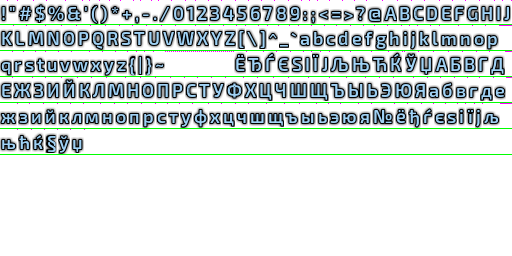 !"#$%&'()*+,-./0123456789:;<=>?@ABCDEFGHIJ
KLMNOPQRSTUVWXYZ[\]^_`abcdefghijklmnop
qrstuvwxyz{|}~ ЁЂЃЄЅІЇЈЉЊЋЌЎЏАБВГД
ЕЖЗИЙКЛМНОПРСТУФХЦЧШЩЪЫЬЭЮЯабвгде
жзийклмнопрстуфхцчшщъыьэюя№ёђѓєѕіїјљ
њћќ§ўџ